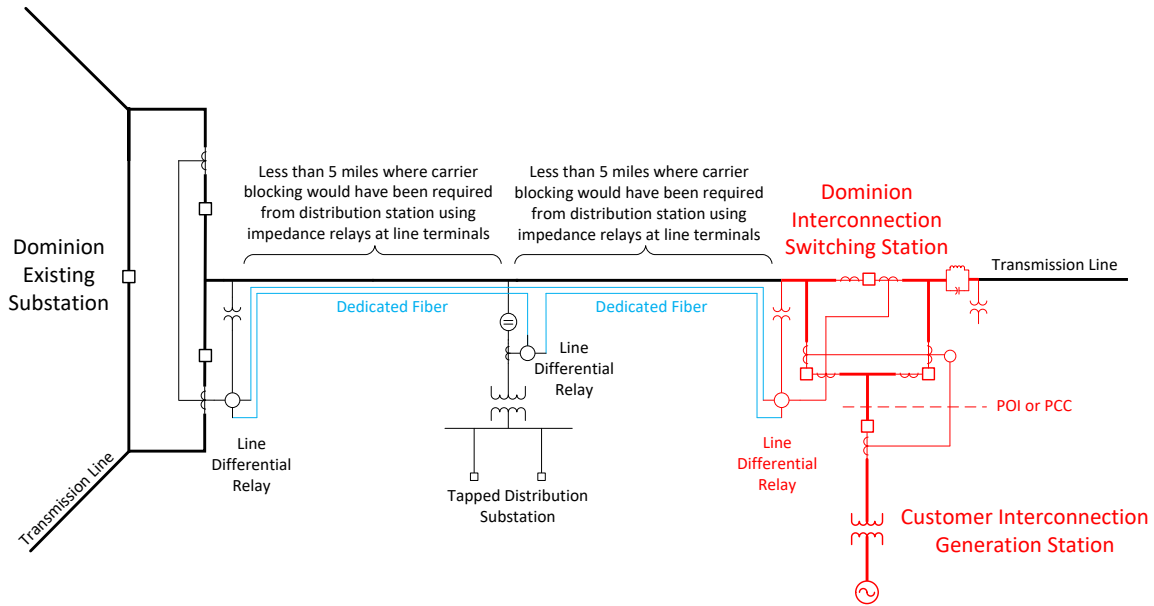 Less than 5 miles where carrier
blocking would have been required
from distribution station using
impedance relays at line terminals
Less than 5 miles where carrier
blocking would have been required
from distribution station using
impedance relays at line terminals
Dominion
Interconnection
Switching Station
Dominion
Existing
Substation
Transmission Line
Dedicated Fiber
Dedicated Fiber
Line
Differential
Relay
POI or PCC
Line
Differential
Relay
Line
Differential
Relay
Transmission Line
Tapped Distribution
Substation
Customer Interconnection
Generation Station